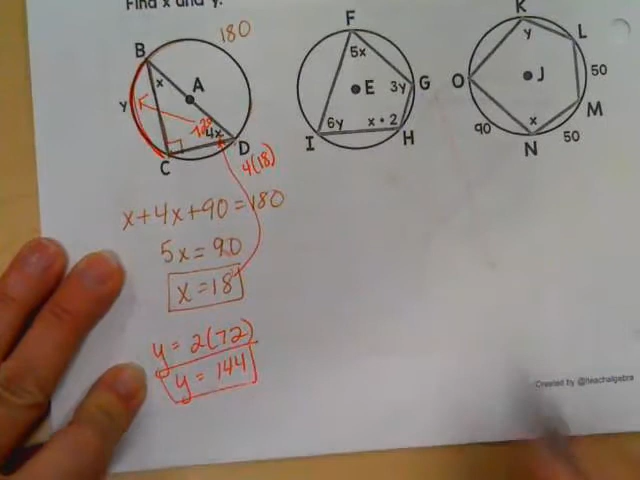 Find x and y.
180
B
A
x
y
72°
4x
D
C
4(18)
x+4x+90=180
5x=90
x=18
y = 2(72)
y = 144
F
5x
E
3y
G
6y
x + 2
I
H
K
y
L
O
J
50
M
x
90
N
50
Created by @teachalgebra